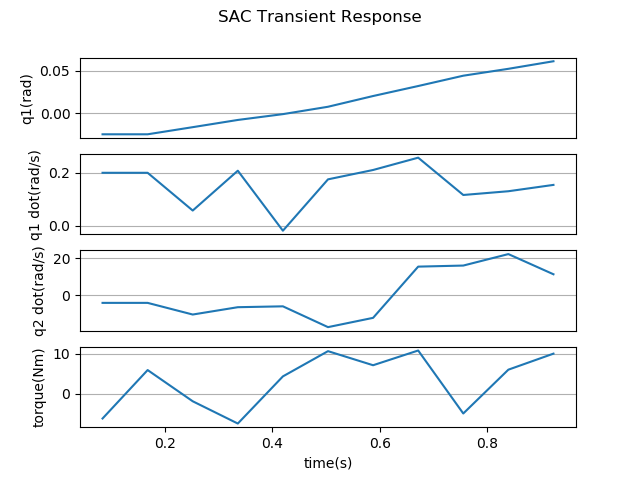 SAC Transient Response
q1(rad)
0.05
0.00
q1 dot(rad/s)
0.2
0.0
q2 dot(rad/s)
20
0
torque(Nm)
10
0
0.2 0.4 0.6 0.8
time(s)